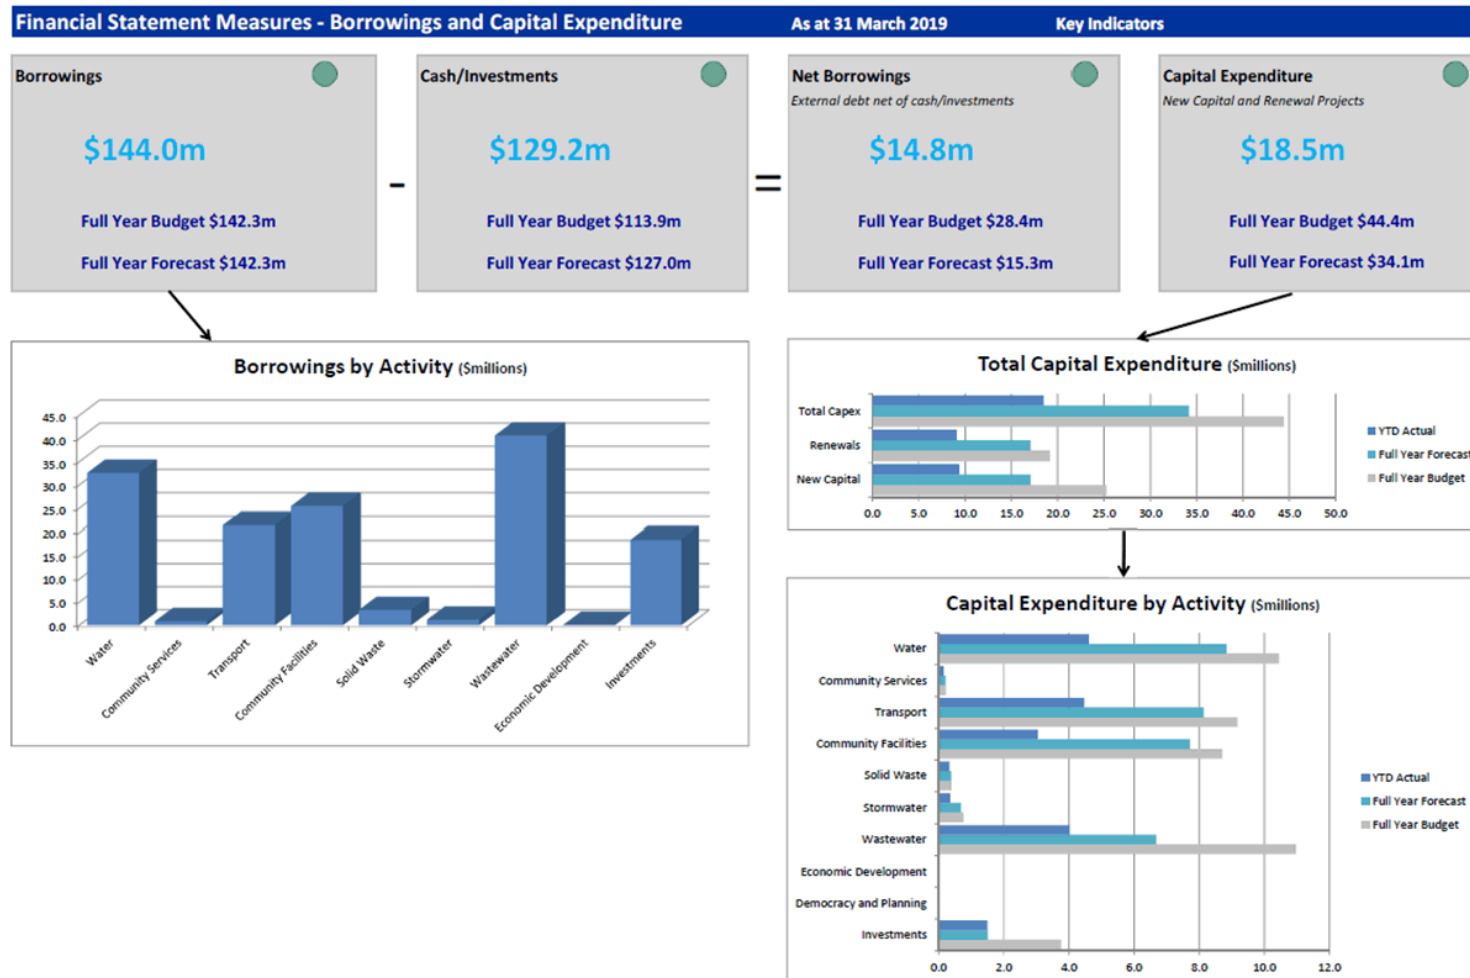 Financial Statement Measures - Borrowings and Capital Expenditure As at 31 March 2019 Key Indicators
Borrowings
$144.0m
Full Year Budget $142.3m
Full Year Forecast $142.3m
-
Cash/Investments
$129.2m
Full Year Budget $113.9m
Full Year Forecast $127.0m
=
Net Borrowings
External debt net of cash/investments
$14.8m
Full Year Budget $28.4m
Full Year Forecast $15.3m
Capital Expenditure
New Capital and Renewal Projects
$18.5m
Full Year Budget $44.4m
Full Year Forecast $34.1m
Borrowings by Activity ($millions)
45.0
40.0
35.0
30.0
25.0
20.0
15.0
10.0
5.0
0.0
Water
Community Services
Transport
Community Facilities
Solid Waste
Stormwater
Wastewater
Economic Development
Investments
Total Capital Expenditure ($millions)
Total Capex
Renewals
New Capital
0.0 5.0 10.0 15.0 20.0 25.0 30.0 35.0 40.0 45.0 50.0
YTD Actual
Full Year Forecast
Full Year Budget
Capital Expenditure by Activity ($millions)
Water
Community Services
Transport
Community Facilities
Solid Waste
Stormwater
Wastewater
Economic Development
Democracy and Planning
Investments
0.0 2.0 4.0 6.0 8.0 10.0 12.0
YTD Actual
Full Year Forecast
Full Year Budget